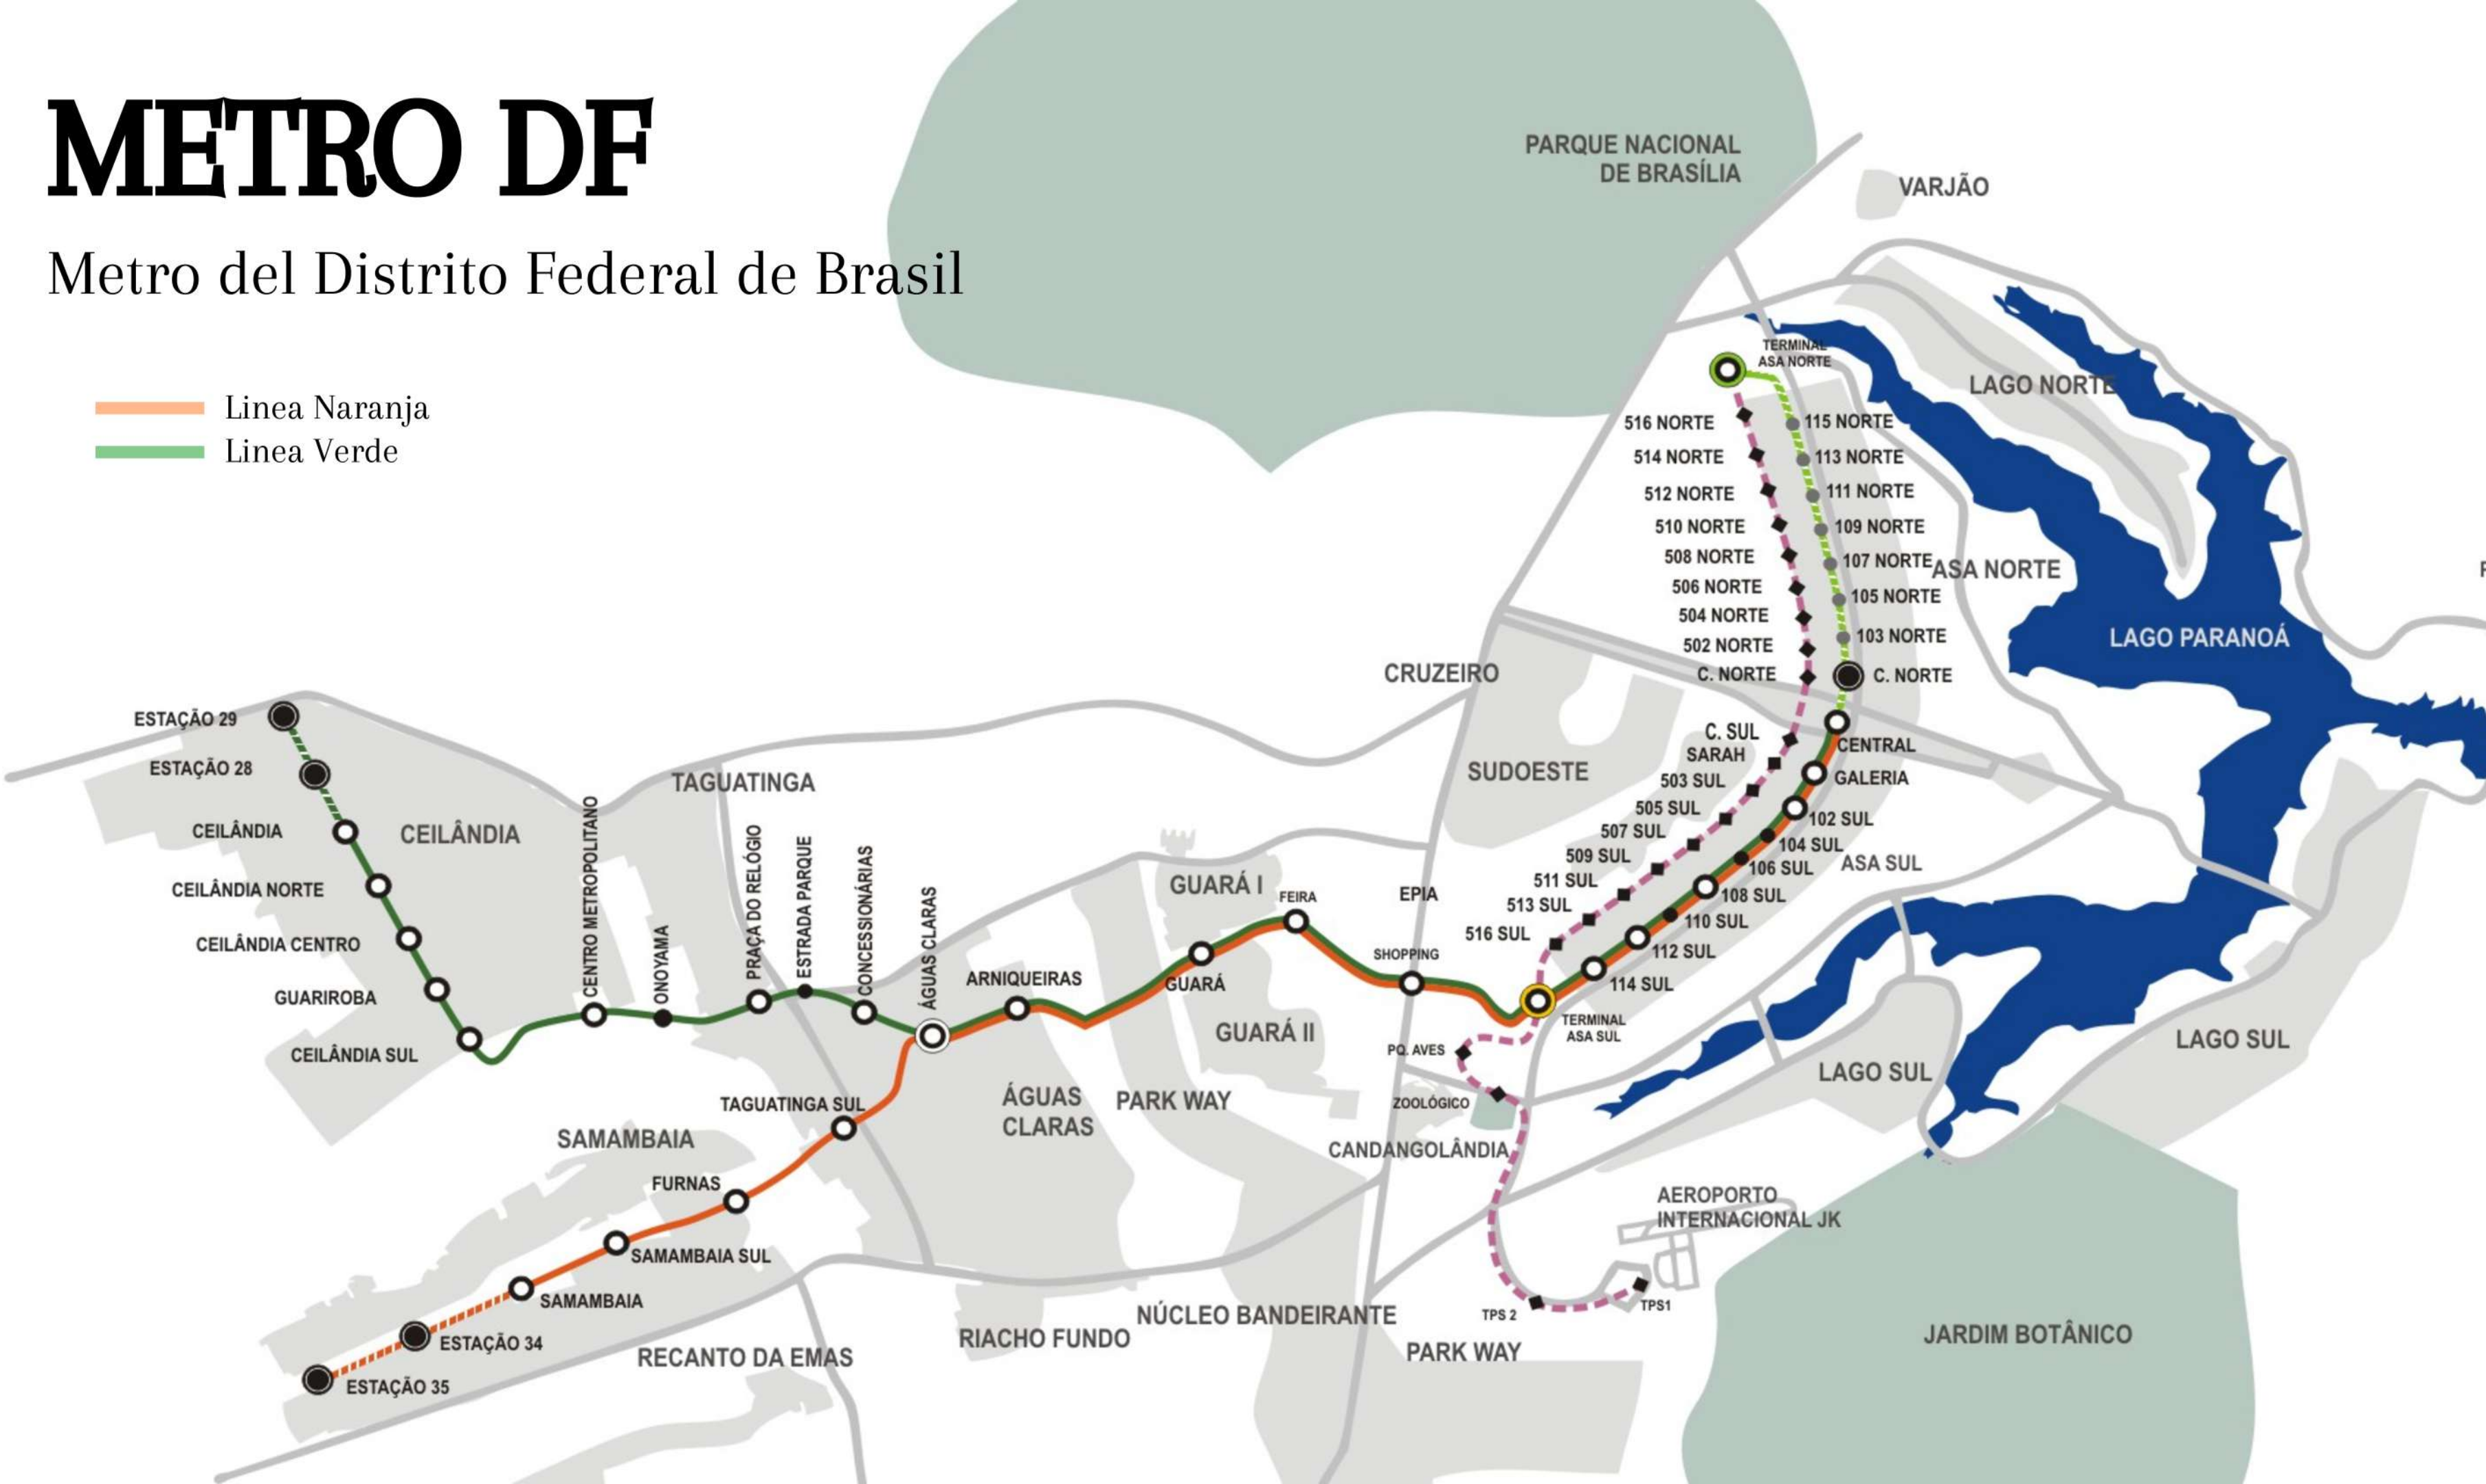 METRO DF
Metro del Distrito Federal de Brasil
Linea Naranja
Linea Verde
PARQUE NACIONAL
DE BRASÍLIA
VARJÃO
TERMINAL
ASA NORTE
LAGO NORTE
516 NORTE
115 NORTE
514 NORTE
113 NORTE
512 NORTE
111 NORTE
510 NORTE
109 NORTE
508 NORTE
107 NORTE
ASA NORTE
506 NORTE
105 NORTE
504 NORTE
103 NORTE
502 NORTE
LAGO PARANOÁ
C. NORTE
C. NORTE
CRUZEIRO
C. SUL
CENTRAL
SARAH
SUDOESTE
503 SUL
GALERIA
505 SUL
102 SUL
507 SUL
104 SUL
509 SUL
106 SUL
ASA SUL
511 SUL
108 SUL
513 SUL
110 SUL
516 SUL
112 SUL
114 SUL
ESTAÇÃO 29
ESTAÇÃO 28
CEILÂNDIA
CEILÂNDIA
CEILÂNDIA NORTE
CEILÂNDIA CENTRO
GUARIROBA
CEILÂNDIA SUL
TAGUATINGA
CENTRO METROPOLITANO
ONOYAMA
PRAÇA DO RELÓGIO
ESTRADA PARQUE
CONCESSIONÁRIAS
ÁGUAS CLARAS
ARNIQUEIRAS
GUARÁ I
FEIRA
EPIA
GUARÁ
SHOPPING
GUARÁ II
TERMINAL
ASA SUL
PQ. AVES
ZOOLÓGICO
CANDANGOLÂNDIA
LAGO SUL
LAGO SUL
ÁGUAS
CLARAS
PARK WAY
TAGUATINGA SUL
SAMAMBAIA
FURNAS
SAMAMBAIA SUL
SAMAMBAIA
ESTAÇÃO 34
ESTAÇÃO 35
RECANTO DA EMAS
RIACHO FUNDO
NÚCLEO BANDEIRANTE
PARK WAY
AEROPORTO
INTERNACIONAL JK
TPS 2
TPS1
JARDIM BOTÂNICO